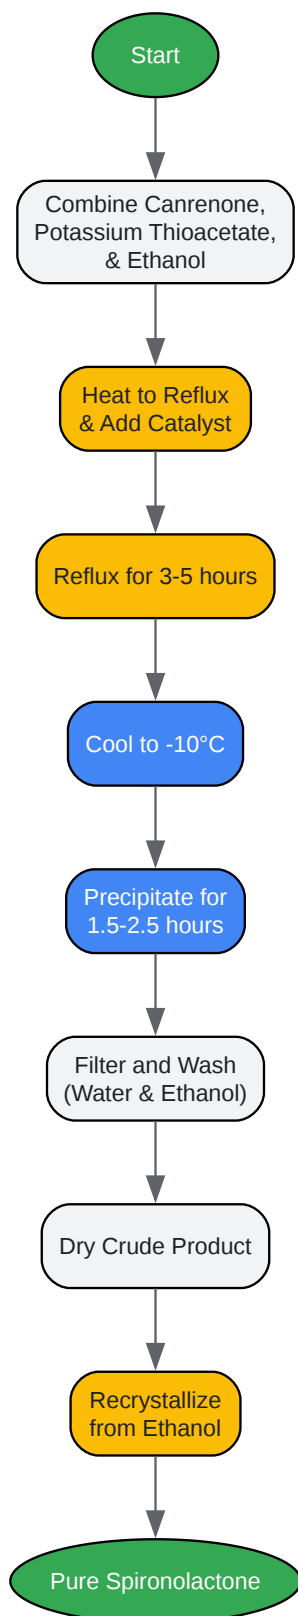 Start
Combine Canrenone,
Potassium Thioacetate,
& Ethanol
Heat to Reflux
& Add Catalyst
Reflux for 3-5 hours
Cool to -10°C
Precipitate for
1.5-2.5 hours
Filter and Wash
(Water & Ethanol)
Dry Crude Product
Recrystallize
from Ethanol
Pure Spironolactone